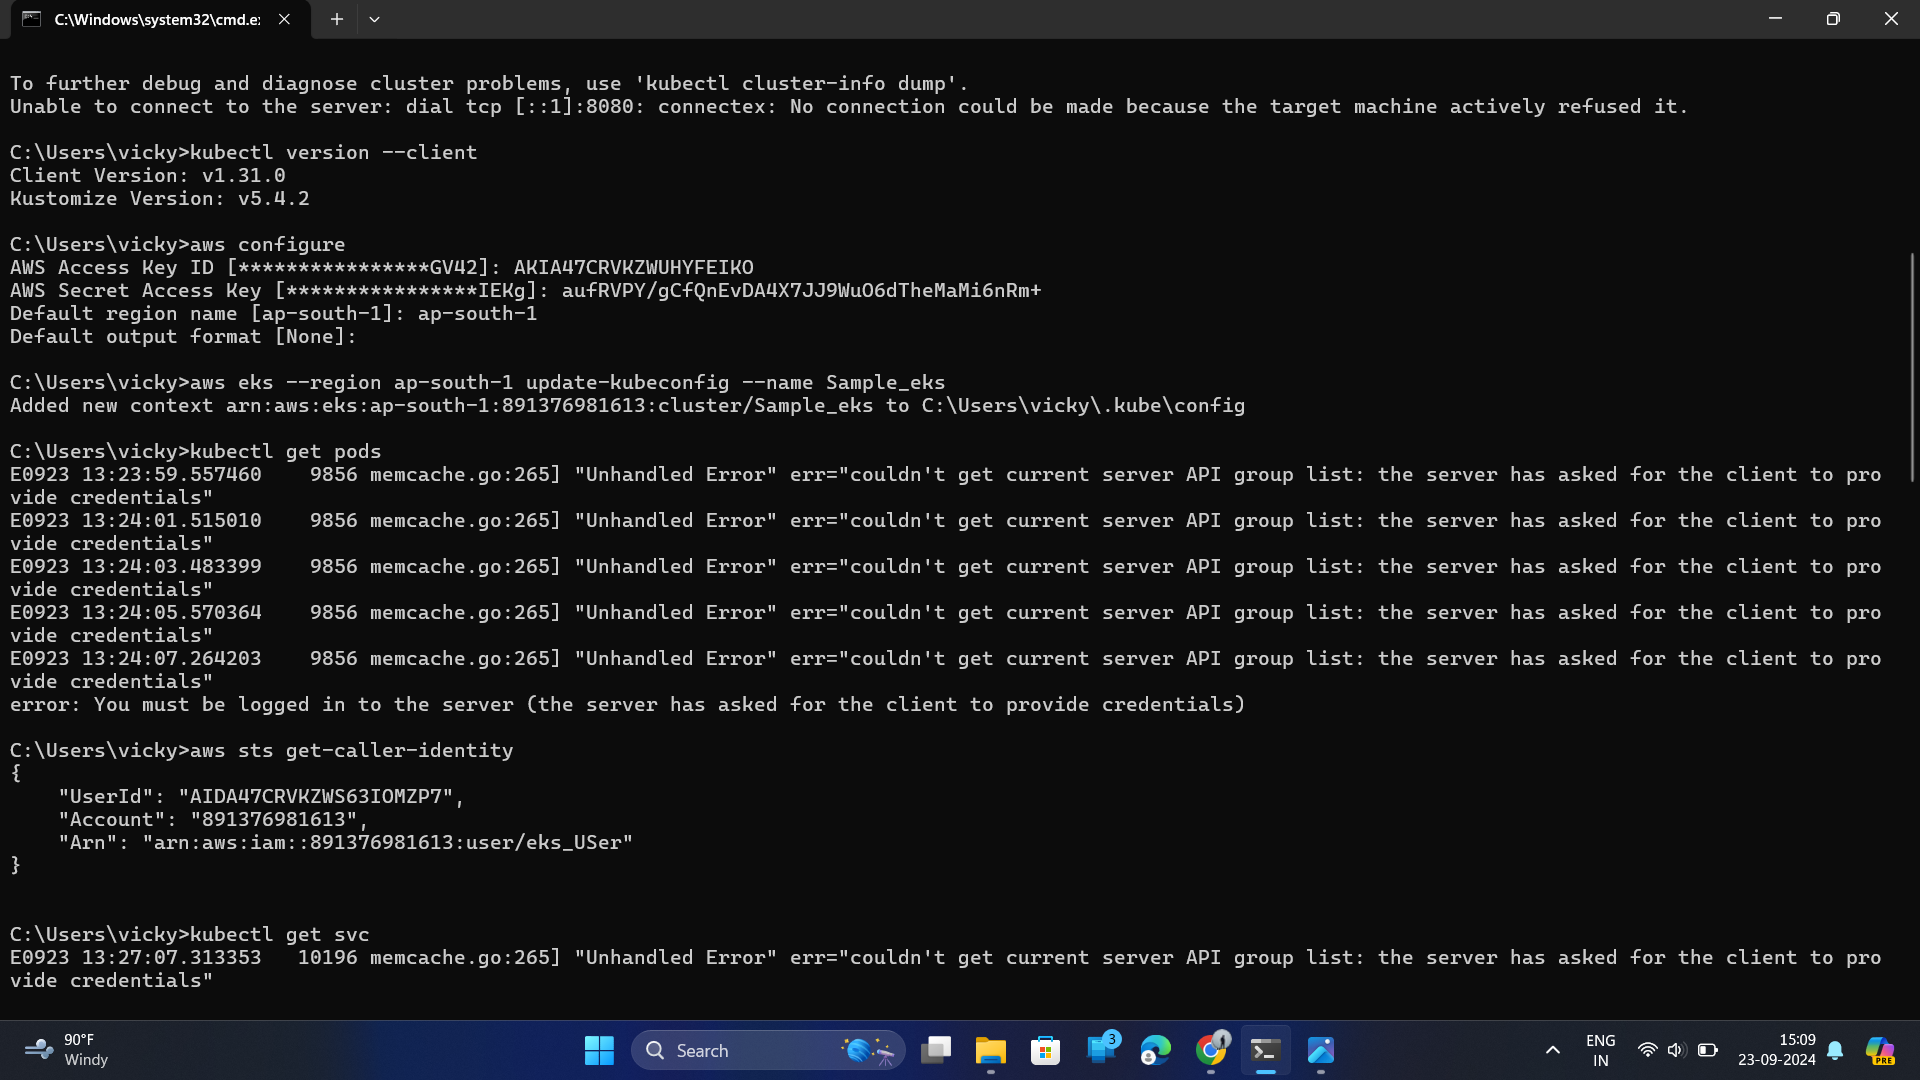 C:\Windows\system32\cmd.e
To further debug and diagnose cluster problems, use 'kubectl cluster-info dump'.
Unable to connect to the server: dial tcp [::1]:8080: connectex: No connection could be made because the target machine actively refused it.
C:\Users\vicky>kubectl version --client
Client Version: v1.31.0
Kustomize Version: v5.4.2
C:\Users\vicky>aws configure
AWS Access Key ID [****************GV42]: AKIA47CRVKZWUHYFEIKO
AWS Secret Access Key [****************IEKg]: 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
Default region name [ap-south-1]: ap-south-1
Default output format [None]:
C:\Users\vicky>aws eks --region ap-south-1 update-kubeconfig --name Sample_eks
Added new context arn:aws:eks:ap-south-1:891376981613:cluster/Sample_eks to C:\Users\vicky\.kube\config
C:\Users\vicky>kubectl get pods
E0923 13:23:59.557460    9856 memcache.go:265] "Unhandled Error" err="couldn't get current server API group list: the server has asked for the client to pro
vide credentials"
E0923 13:24:01.515010    9856 memcache.go:265] "Unhandled Error" err="couldn't get current server API group list: the server has asked for the client to pro
vide credentials"
E0923 13:24:03.483399    9856 memcache.go:265] "Unhandled Error" err="couldn't get current server API group list: the server has asked for the client to pro
vide credentials"
E0923 13:24:05.570364    9856 memcache.go:265] "Unhandled Error" err="couldn't get current server API group list: the server has asked for the client to pro
vide credentials"
E0923 13:24:07.264203    9856 memcache.go:265] "Unhandled Error" err="couldn't get current server API group list: the server has asked for the client to pro
vide credentials"
error: You must be logged in to the server (the server has asked for the client to provide credentials)
C:\Users\vicky>aws sts get-caller-identity
{
    "UserId": "AIDA47CRVKZWS63IOMZP7",
    "Account": "891376981613",
    "Arn": "arn:aws:iam::891376981613:user/eks_USer"
}
C:\Users\vicky>kubectl get svc
E0923 13:27:07.313353   10196 memcache.go:265] "Unhandled Error" err="couldn't get current server API group list: the server has asked for the client to pro
vide credentials"
90°F
Windy
Search
3
ENG
IN
15:09
23-09-2024
PRE